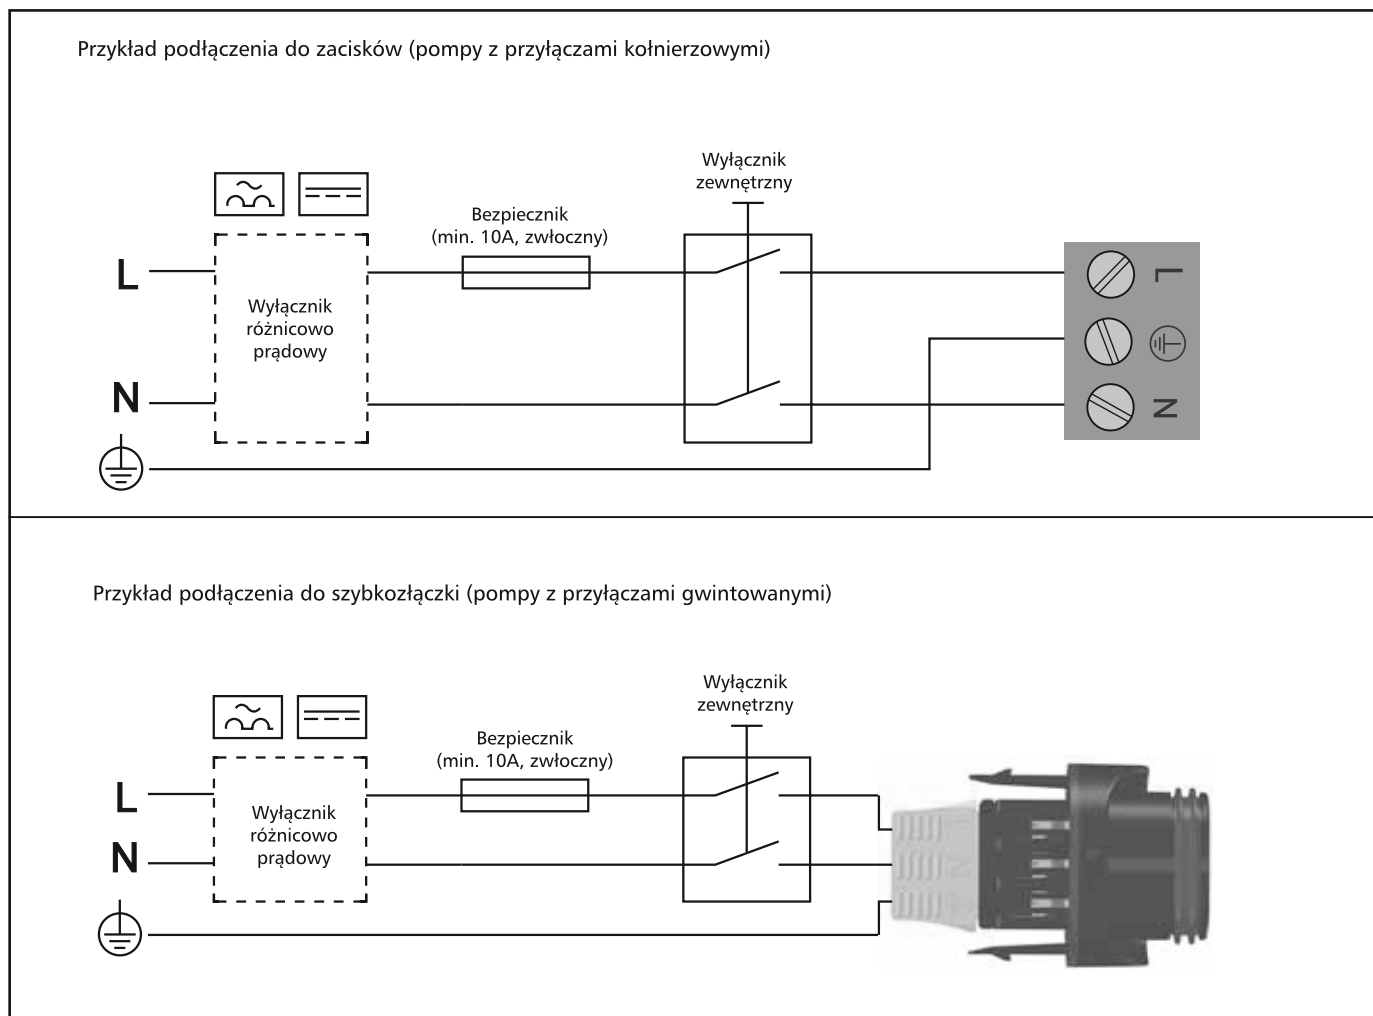 Przykład podłączenia do zacisków (pompy z przyłączami kołnierzowymi)
Wyłącznik
zewnętrzny
Bezpiecznik
(min. 10A, zwłoczny)
L
Wyłącznik
różnicowo
prądowy
N
L
N
Przykład podłączenia do szybkozłączki (pompy z przyłączami gwintowanymi)
Wyłącznik
zewnętrzny
Bezpiecznik
(min. 10A, zwłoczny)
L
Wyłącznik
różnicowo
prądowy
N